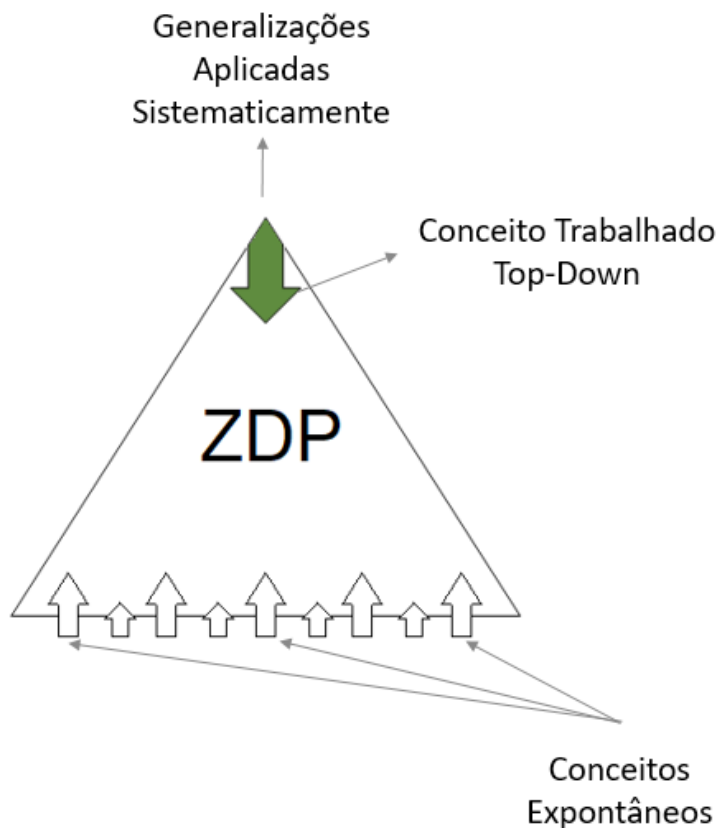 Generalizações
Aplicadas
Sistematicamente
Conceito Trabalhado
Top-Down
ZDP
Conceitos
Expontâneos